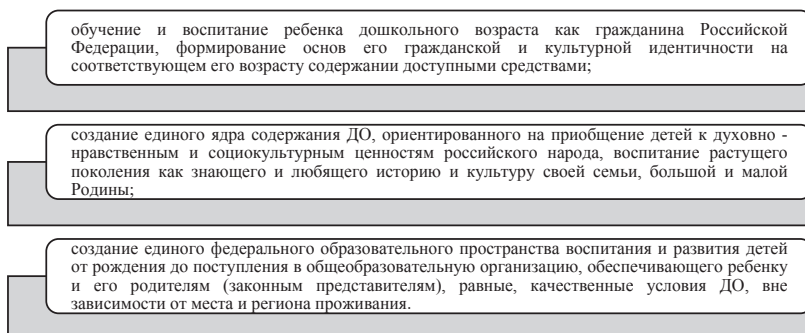 обучение и воспитание ребенка дошкольного возраста как гражданина Российской
Федерации, формирование основ его гражданской и культурной идентичности на
соответствующем его возрасту содержании доступными средствами;
создание единого ядра содержания ДО, ориентированного на приобщение детей к духовно -
нравственным и социокультурным ценностям российского народа, воспитание растущего
поколения как знающего и любящего историю и культуру своей семьи, большой и малой
Родины;
создание единого федерального образовательного пространства воспитания и развития детей
от рождения до поступления в общеобразовательную организацию, обеспечивающего ребенку
и его родителям (законным представителям), равные, качественные условия ДО, вне
зависимости от места и региона проживания.